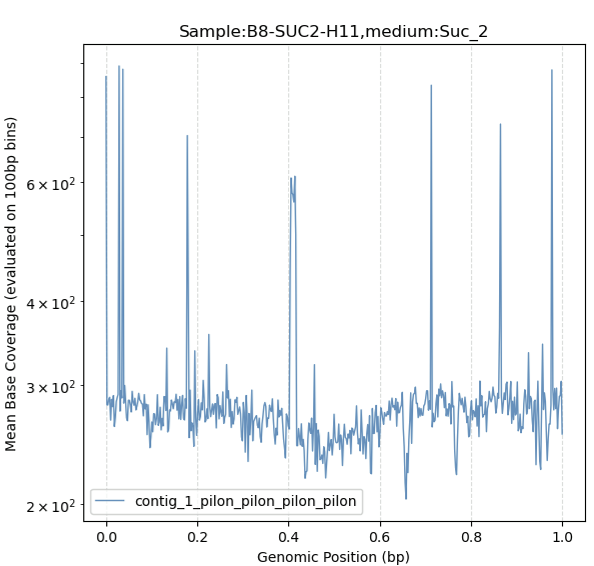 Sample:B8-SUC2-H11,medium:Suc_2
Mean Base Coverage (evaluated on 100bp bins)
6 × 10²
4 × 10²
3 × 10²
2 × 10²
contig_1_pilon_pilon_pilon_pilon
0.0 0.2 0.4 0.6 0.8 1.0
Genomic Position (bp)